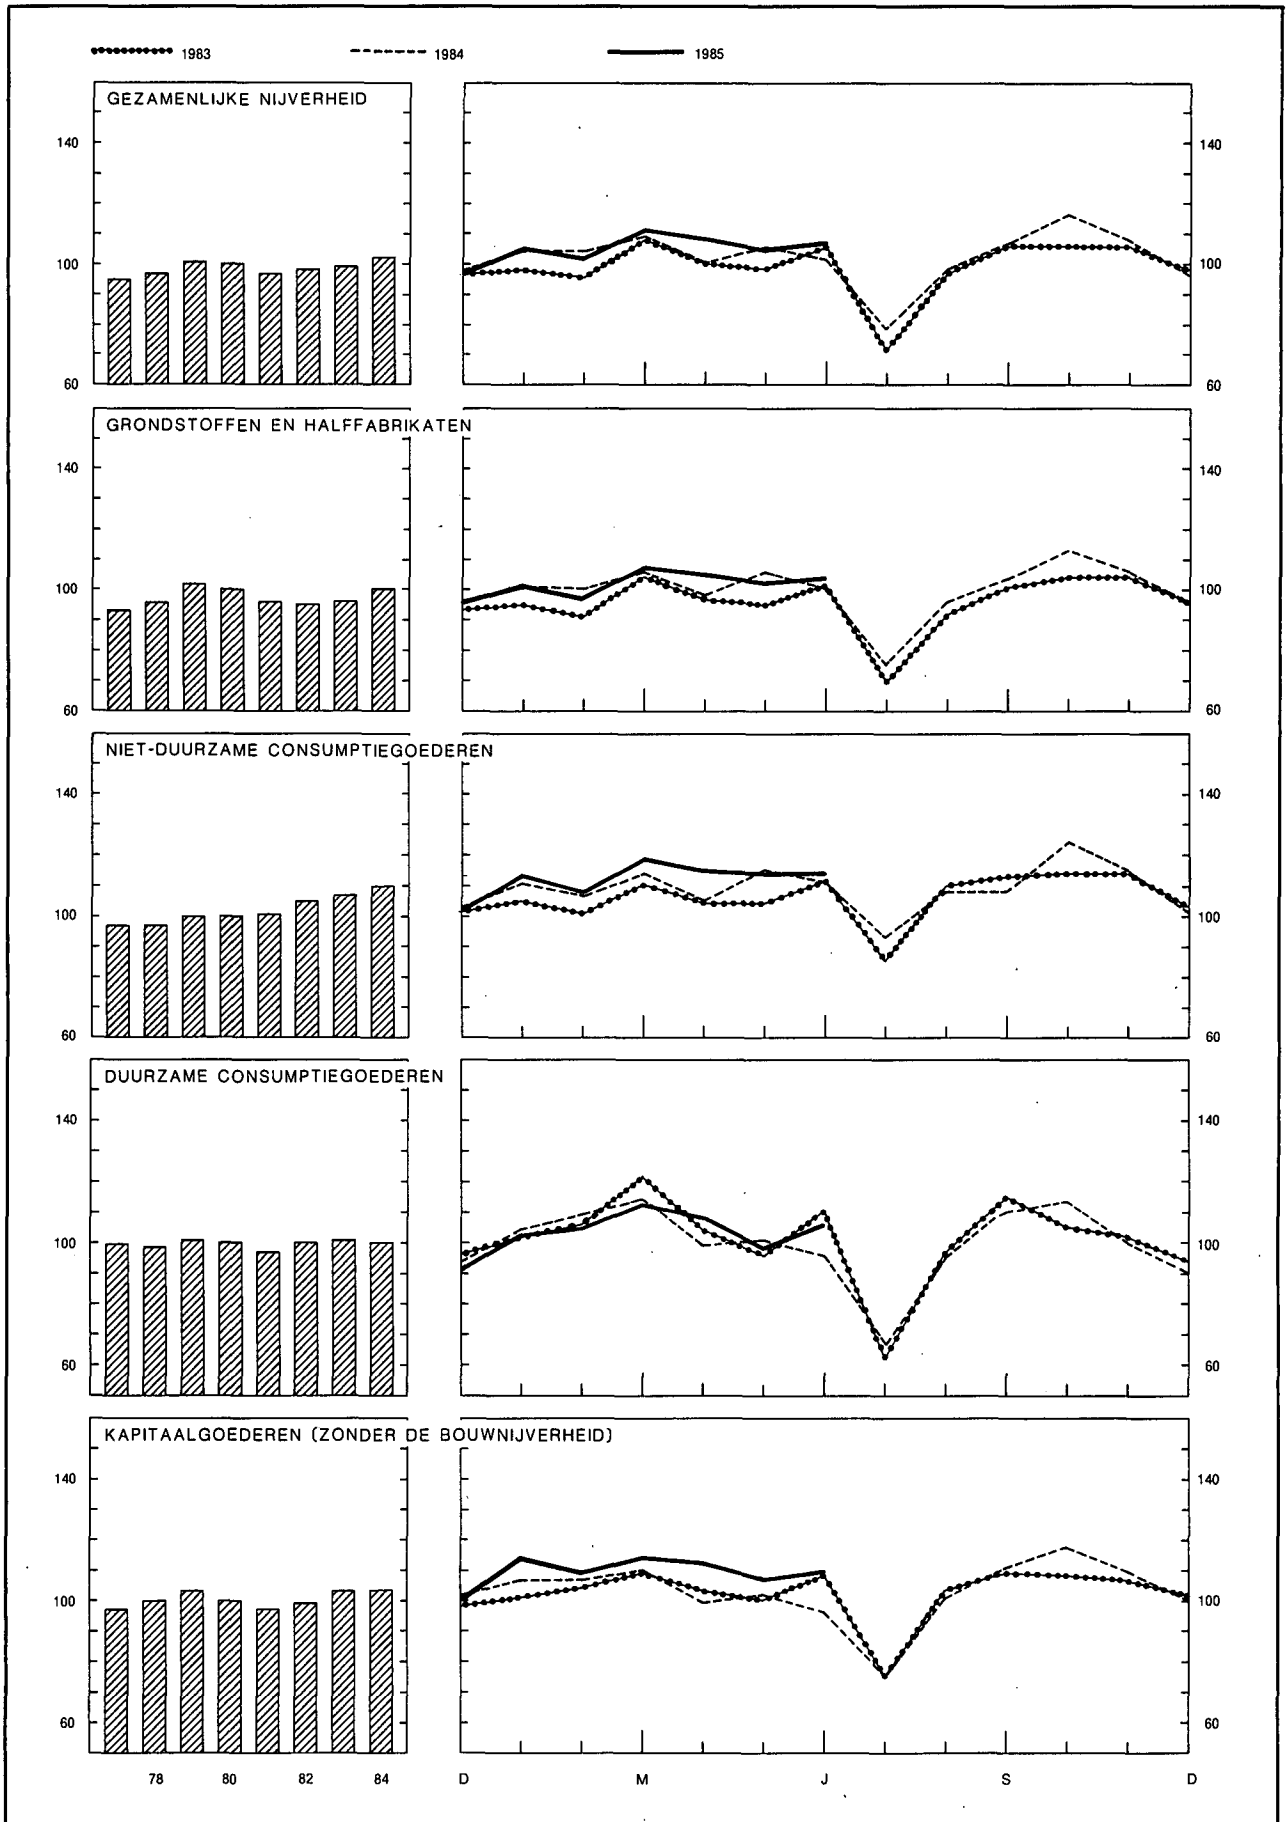 1983 1984 1985
GEZAMENLIJKE NIJVERHEID
140 140
100 100
60 60
GRONDSTOFFEN EN HALFFABRIKATEN
140 140
100 100
60 60
NIET-DUURZAME CONSUMPTIEGOEDEREN
140 140
100 100
60 60
DUURZAME CONSUMPTIEGOEDEREN
140 140
100 100
60 60
KAPITAALGOEDEREN (ZONDER DE BOUWNIJVERHEID)
140 140
100 100
60 60
78 80 82 84 D M J S D